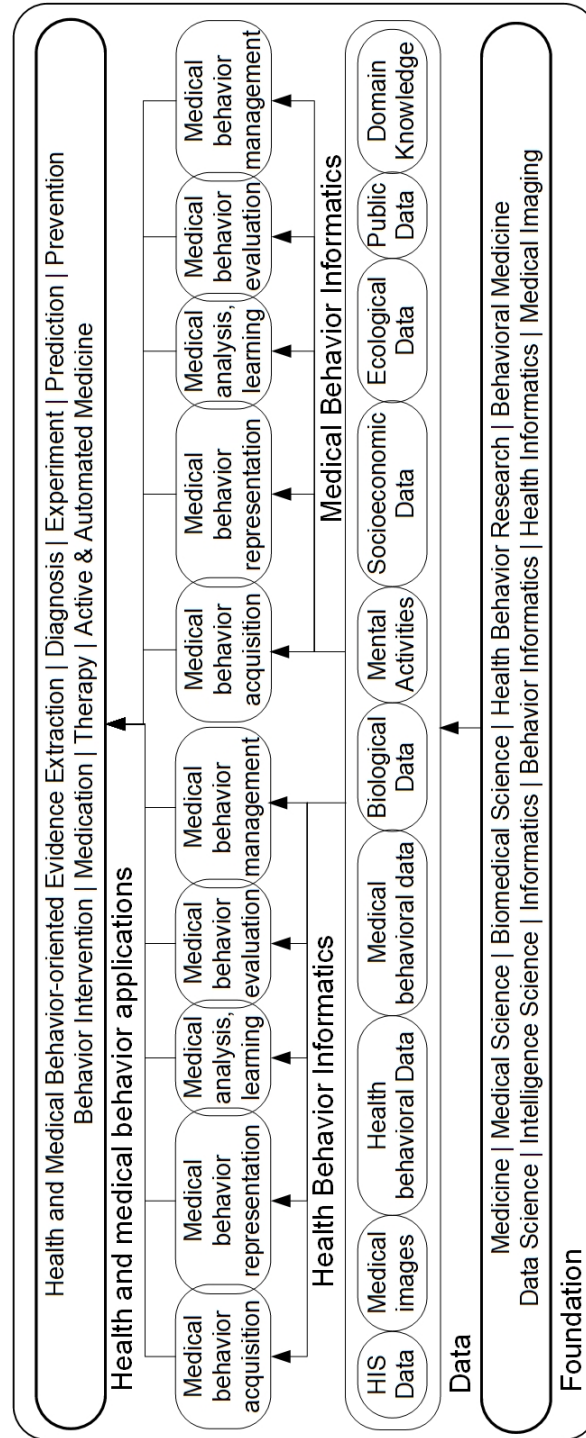 Health and Medical Behavior-oriented Evidence Extraction | Diagnosis | Experiment | Prediction | Prevention
Behavior Intervention | Medication | Therapy | Active & Automated Medicine
Health and medical behavior applications
Medical
behavior
acquisition
Medical
behavior
representation
Medical
analysis,
learning
Medical
behavior
evaluation
Medical
behavior
management
Medical
behavior
acquisition
Medical
behavior
representation
Medical
analysis,
learning
Medical
behavior
evaluation
Medical
behavior
management
Health Behavior Informatics
Medical Behavior Informatics
HIS
Data
Medical
images
Health
behavioral Data
Medical
behavioral data
Biological
Data
Mental
Activities
Socioeconomic
Data
Ecological
Data
Public
Data
Domain
Knowledge
Data
Medicine | Medical Science | Biomedical Science | Health Behavior Research | Behavioral Medicine
Data Science | Intelligence Science | Informatics | Behavior Informatics | Health Informatics | Medical Imaging
Foundation